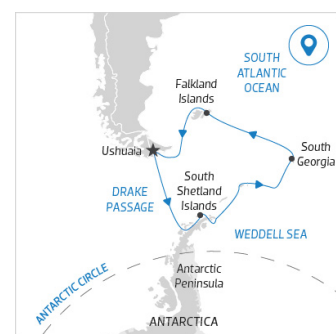 SOUTH
ATLANTIC
OCEAN
Falkland
Islands
Ushuaia
South
Georgia
South
Shetland
Islands
DRAKE
PASSAGE
WEDDELL SEA
ANTARCTIC CIRCLE
Antarctic
Peninsula
ANTARCTICA